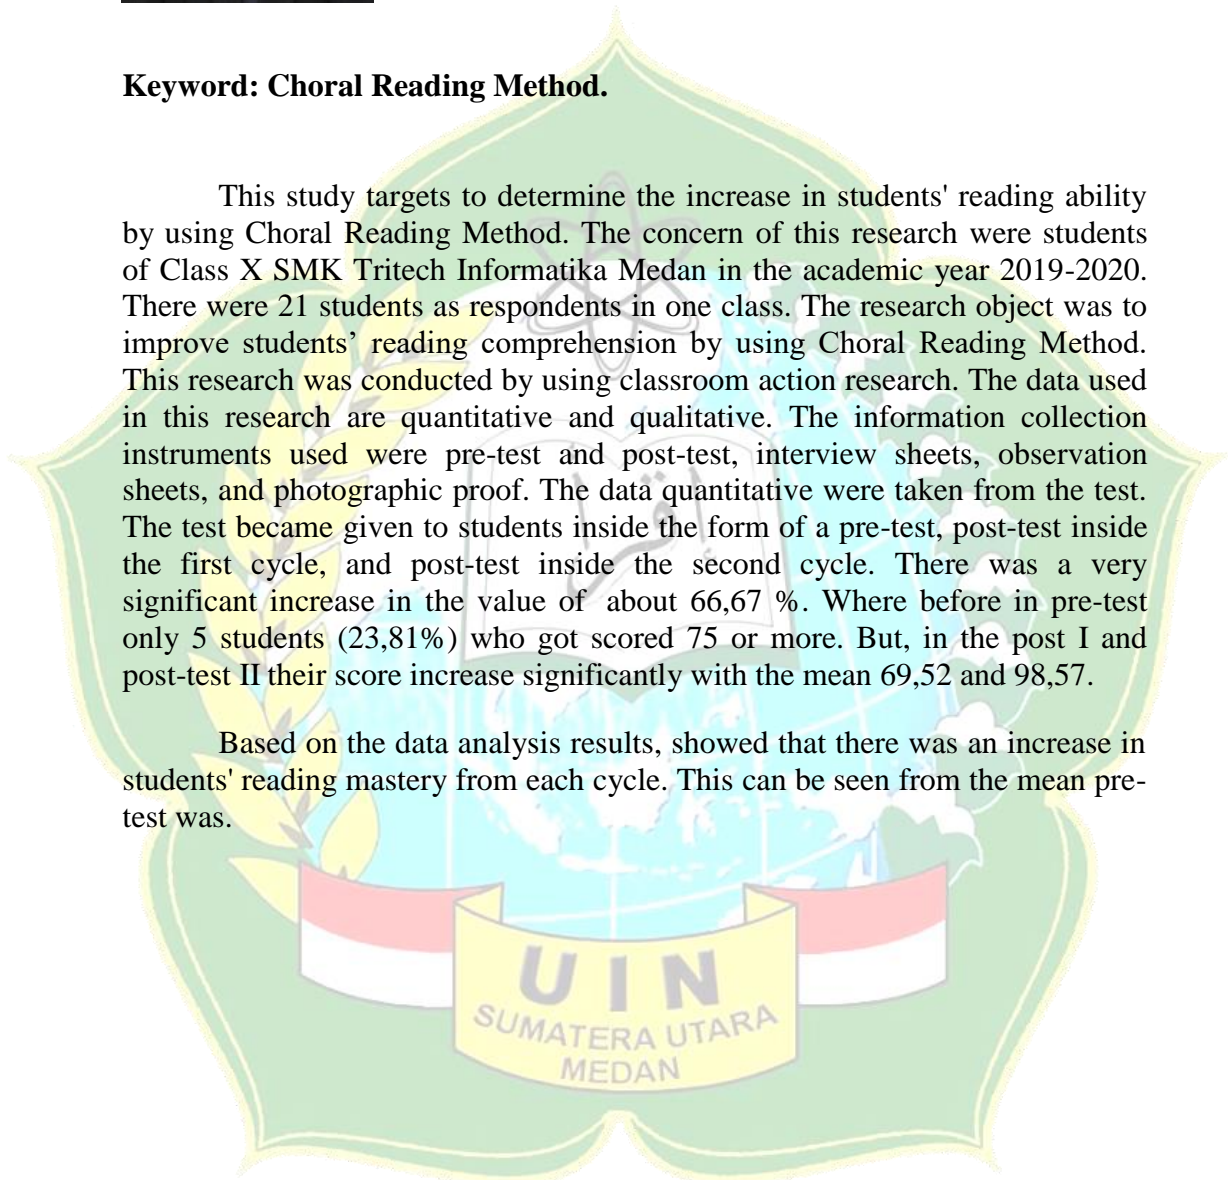 Keyword: Choral Reading Method.
This study targets to determine the increase in students' reading ability
by using Choral Reading Method. The concern of this research were students
of Class X SMK Tritech Informatika Medan in the academic year 2019-2020.
There were 21 students as respondents in one class. The research object was to
improve students’ reading comprehension by using Choral Reading Method.
This research was conducted by using classroom action research. The data used
in this research are quantitative and qualitative. The information collection
instruments used were pre-test and post-test, interview sheets, observation
sheets, and photographic proof. The data quantitative were taken from the test.
The test became given to students inside the form of a pre-test, post-test inside
the first cycle, and post-test inside the second cycle. There was a very
significant increase in the value of  about 66,67 %. Where before in pre-test
only 5 students (23,81%) who got scored 75 or more. But, in the post I and
post-test II their score increase significantly with the mean 69,52 and 98,57.
Based on the data analysis results, showed that there was an increase in
students' reading mastery from each cycle. This can be seen from the mean pre-
test was.
إقرأ
UIN
SUMATERA UTARA
MEDAN